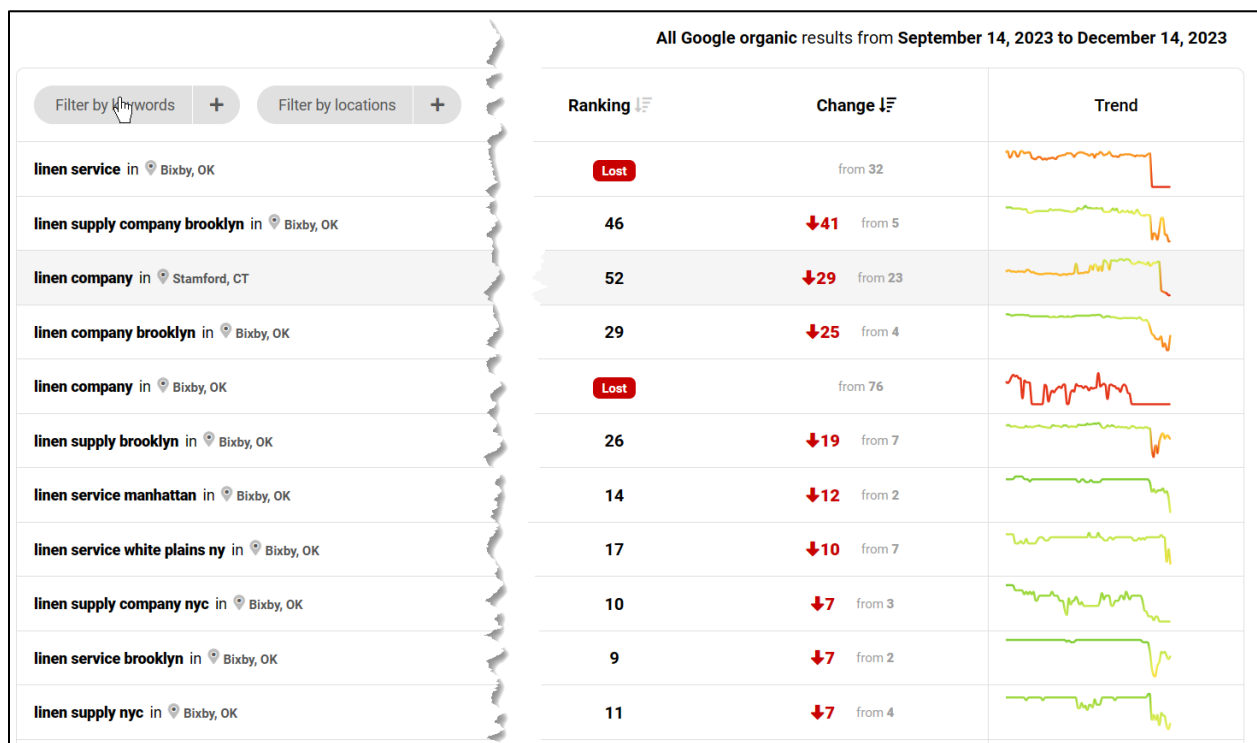 All Google organic results from September 14, 2023 to December 14, 2023
Filter by keywords + Filter by locations + Ranking Change Trend
linen service in Bixby, OK Lost from 32
linen supply company brooklyn in Bixby, OK 46 41 from 5
linen company in Stamford, CT 52 29 from 23
linen company brooklyn in Bixby, OK 29 25 from 4
linen company in Bixby, OK Lost from 76
linen supply brooklyn in Bixby, OK 26 19 from 7
linen service manhattan in Bixby, OK 14 12 from 2
linen service white plains ny in Bixby, OK 17 10 from 7
linen supply company nyc in Bixby, OK 10 7 from 3
linen service brooklyn in Bixby, OK 9 7 from 2
linen supply nyc in Bixby, OK 11 7 from 4